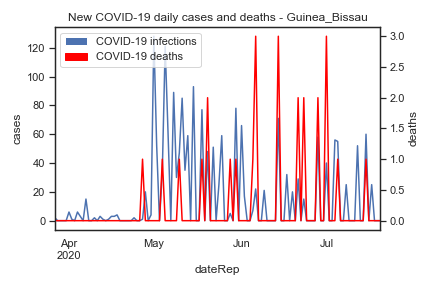 New COVID-19 daily cases and deaths - Guinea_Bissau
COVID-19 infections
COVID-19 deaths
cases
120
100
80
60
40
20
0
3.0
2.5
2.0
1.5
1.0
0.5
0.0
deaths
Apr
2020
May
Jun
Jul
dateRep